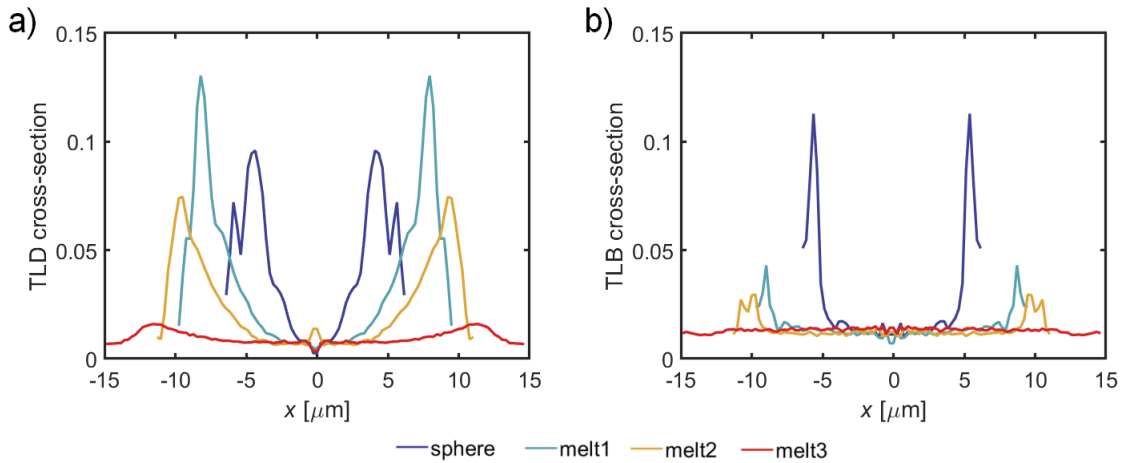 a)
TLD cross-section
0.15
0.1
0.05
0
-15 -10 -5 0 5 10 15
x [μm]
b)
TLB cross-section
0.15
0.1
0.05
0
-15 -10 -5 0 5 10 15
x [μm]
sphere melt1 melt2 melt3